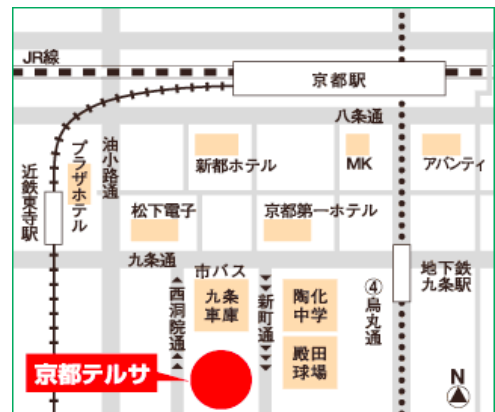 JR線
京都駅
八条通
油小路通
プラザホテル
近鉄東寺駅
新都ホテル
MK
アバンティ
松下電子
京都第一ホテル
九条通
市バス
九条
車庫
西洞院通
新町通
陶化
中学
殿田
球場
④烏丸通
地下鉄
九条駅
京都テルサ
N